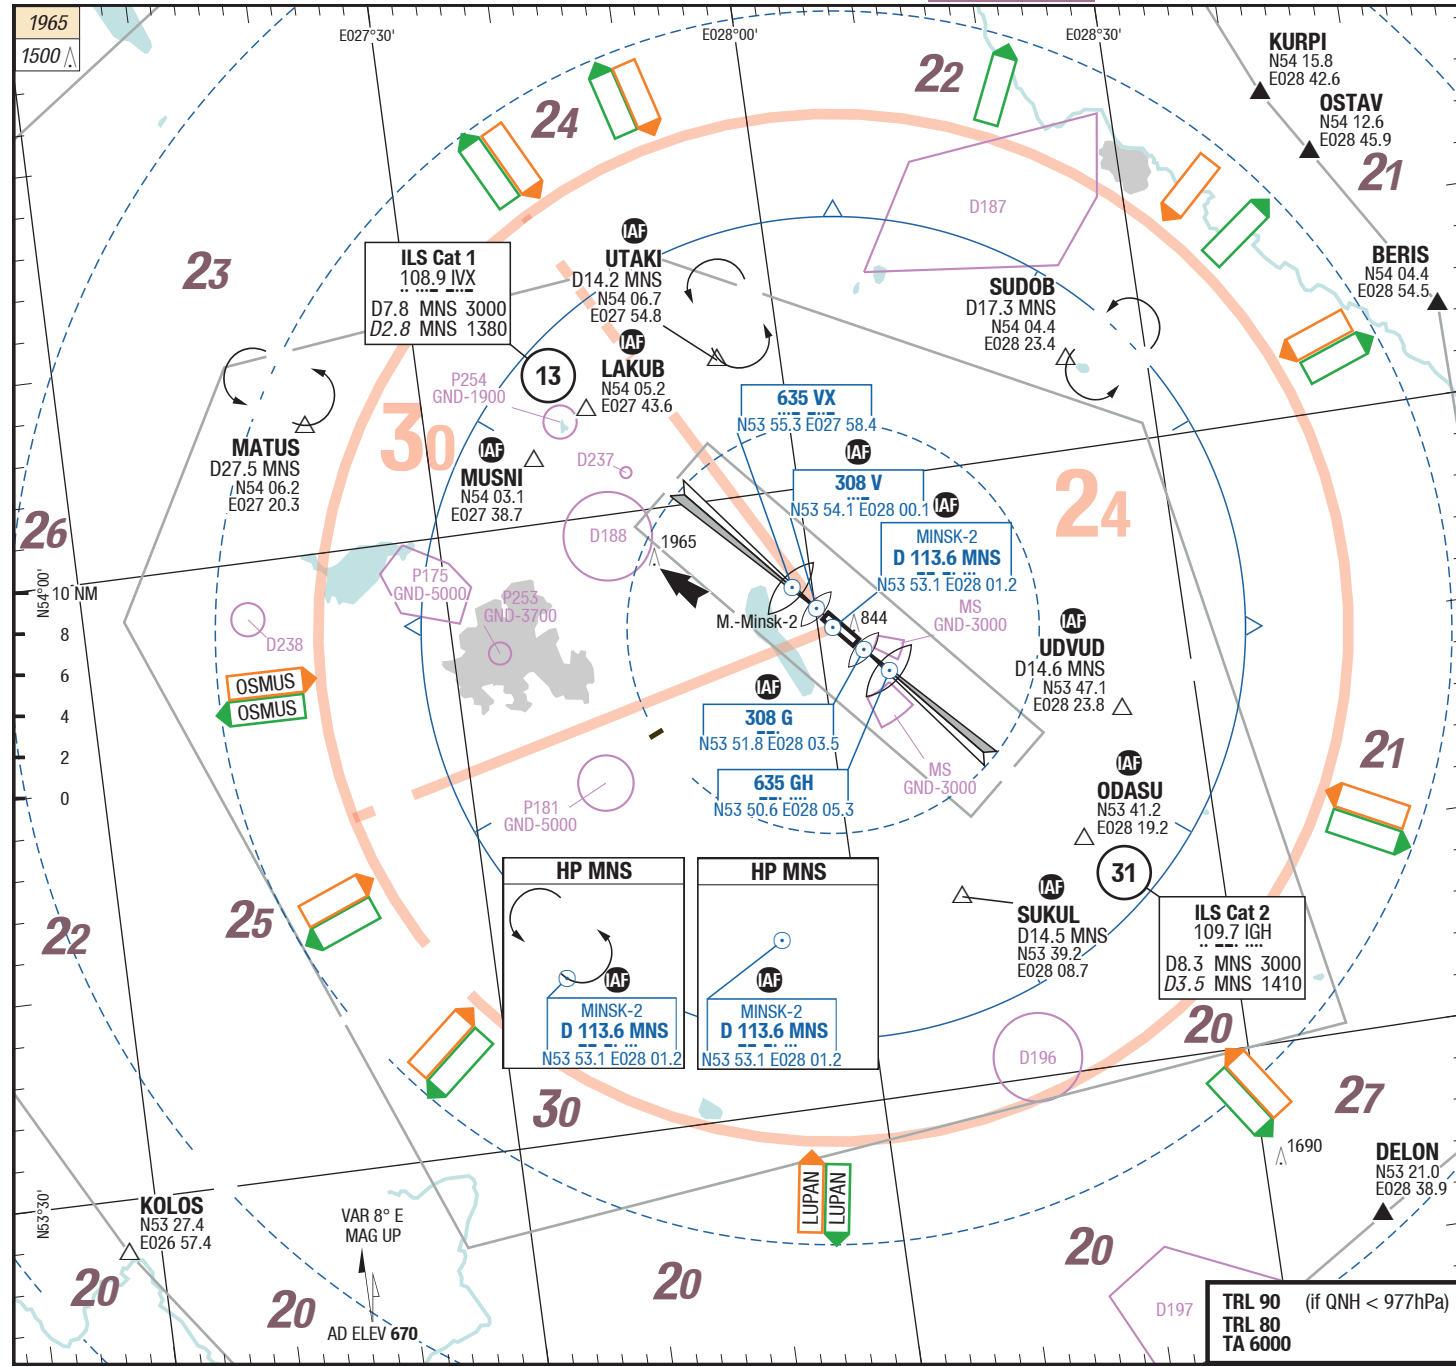 1965
1500
E027°30'
E028°00'
E028°30'
KURPI
N54 15.8
E028 42.6
OSTAV
N54 12.6
E028 45.9
22
24
21
D187
23
IAF
UTAKI
D14.2 MNS
N54 06.7
E027 54.8
ILS Cat 1
108.9 IVX
D7.8 MNS 3000
D2.8 MNS 1380
BERIS
N54 04.4
E028 54.5
SUDOB
D17.3 MNS
N54 04.4
E028 23.4
IAF
LAKUB
N54 05.2
E027 43.6
13
P254
GND-1900
30
MATUS
D27.5 MNS
N54 06.2
E027 20.3
IAF
MUSNI
N54 03.1
E027 38.7
D237
635 VX
N53 55.3 E027 58.4
IAF
308 V
N53 54.1 E028 00.1
IAF
MINSK-2
D 113.6 MNS
N53 53.1 E028 01.2
24
26
D188
1965
P175
GND-5000
P253
GND-3700
N54°00'
10 NM
8
6
4
2
0
D238
M.-Minsk-2
844
MS
GND-3000
IAF
UDVUD
D14.6 MNS
N53 47.1
E028 23.8
OSMUS
OSMUS
IAF
308 G
N53 51.8 E028 03.5
635 GH
N53 50.6 E028 05.3
MS
GND-3000
21
P181
GND-5000
IAF
ODASU
N53 41.2
E028 19.2
31
HP MNS
IAF
MINSK-2
D 113.6 MNS
N53 53.1 E028 01.2
HP MNS
IAF
MINSK-2
D 113.6 MNS
N53 53.1 E028 01.2
IAF
SUKUL
D14.5 MNS
N53 39.2
E028 08.7
ILS Cat 2
109.7 IGH
D8.3 MNS 3000
D3.5 MNS 1410
25
22
20
D196
30
27
1690
LUPAN
LUPAN
DELON
N53 21.0
E028 38.9
N53°30'
KOLOS
N53 27.4
E026 57.4
VAR 8° E
MAG UP
AD ELEV 670
20
20
20
20
D197
TRL 90 (if QNH < 977hPa)
TRL 80
TA 6000